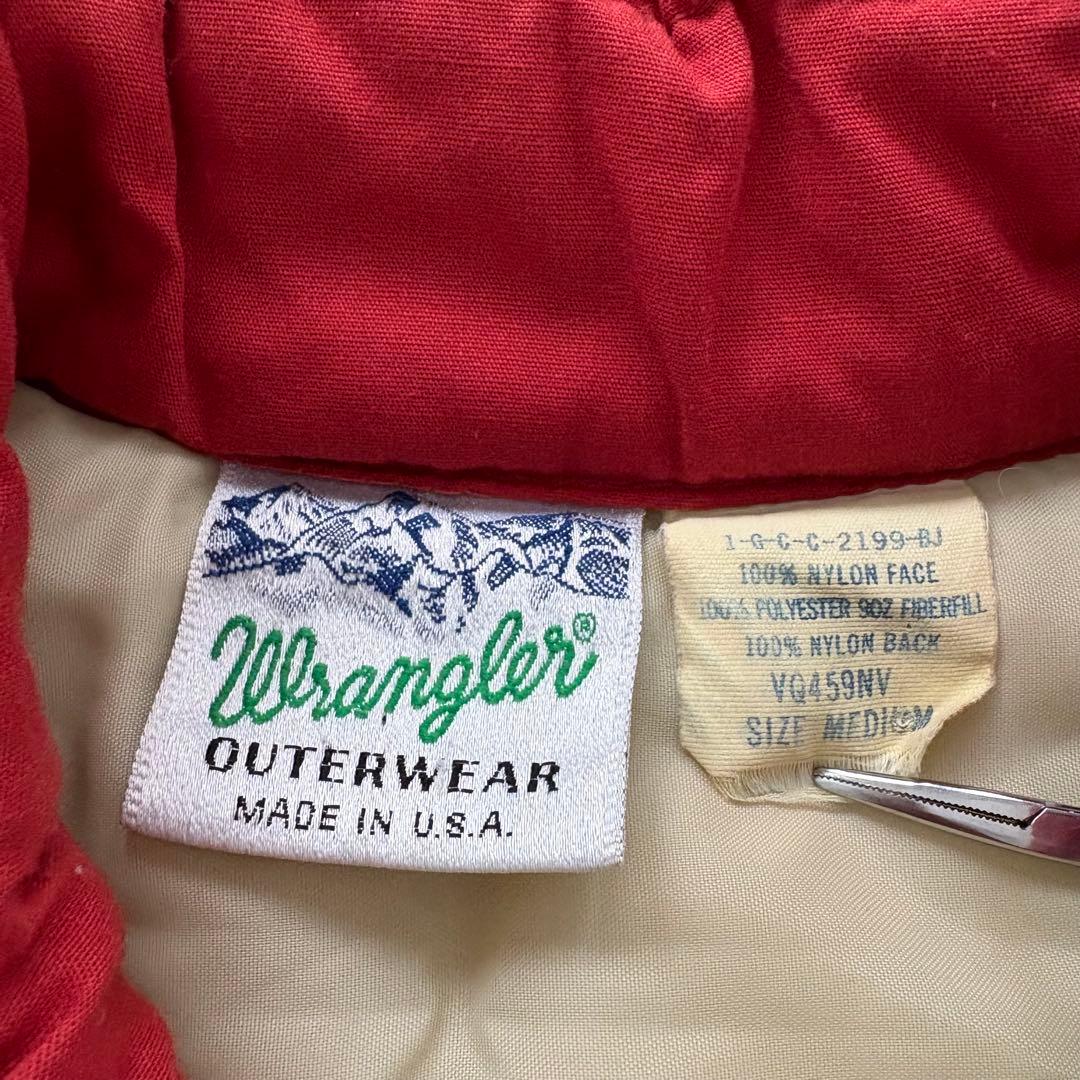 Wrangler®
OUTERWEAR
MADE IN U.S.A.
1-G-C-C-2199-BJ
100% NYLON FACE
100% POLYESTER 9OZ FIBERFILL
100% NYLON BACK
VQ459NV
SIZE MEDIUM